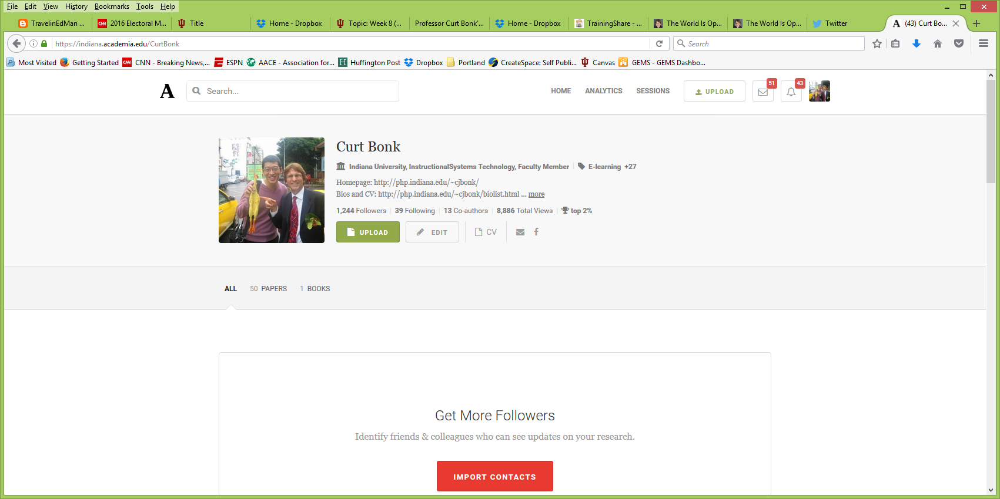 File Edit View History Bookmarks Tools Help
TravelinEdMan ... 2016 Electoral M... Title Home - Dropbox Topic: Week 8 (... Professor Curt Bonk'... Home - Dropbox TrainingShare - ... The World Is Op... The World Is Op... Twitter (43) Curt Bo...
https://indiana.academia.edu/CurtBonk Search
Most Visited Getting Started CNN - Breaking News,... ESPN AACE - Association for... Huffington Post Dropbox Portland CreateSpace: Self Publi... Canvas GEMS - GEMS Dashbo...
A Search... HOME ANALYTICS SESSIONS UPLOAD 51 43
Curt Bonk
Indiana University, InstructionalSystems Technology, Faculty Member E-learning +27
Homepage: http://php.indiana.edu/~cjbonk/
Bios and CV: http://php.indiana.edu/~cjbonk/biolist.html ... more
1,244 Followers 39 Following 13 Co-authors 8,886 Total Views top 2%
UPLOAD EDIT CV
ALL 50 PAPERS 1 BOOKS
Get More Followers
Identify friends & colleagues who can see updates on your research.
IMPORT CONTACTS